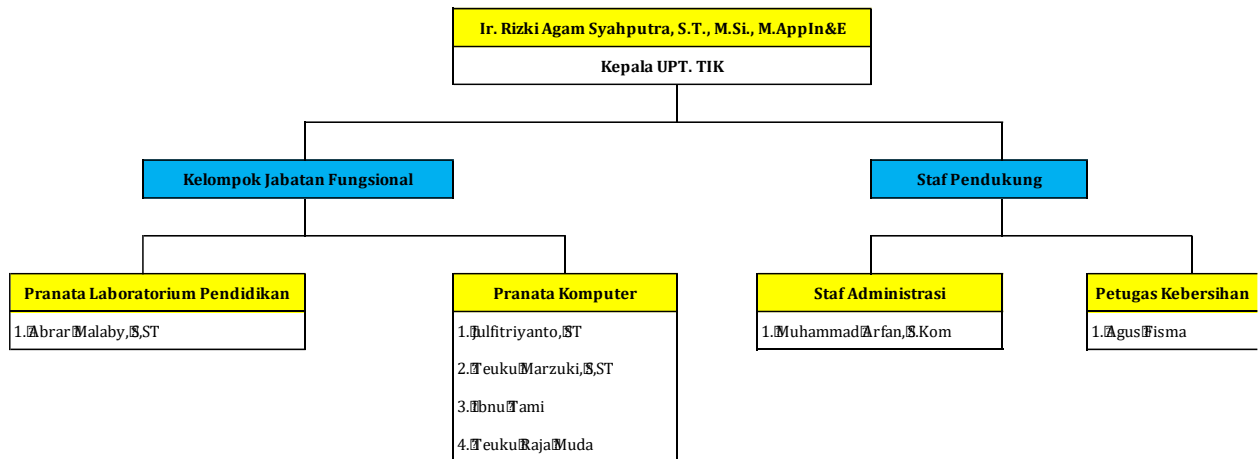 Ir. Rizki Agam Syahputra, S.T., M.Si., M.AppIn&E
Kepala UPT. TIK
Kelompok Jabatan Fungsional
Staf Pendukung
Pranata Laboratorium Pendidikan
1. Abrar Malaby, S,ST
Pranata Komputer
1. Julfitriyanto, ST
2. Teuku Marzuki, S,ST
3. Ibnu Tami
4. Teuku Raja Muda
Staf Administrasi
1. Muhammad Arfan, S.Kom
Petugas Kebersihan
1. Agus Fisma